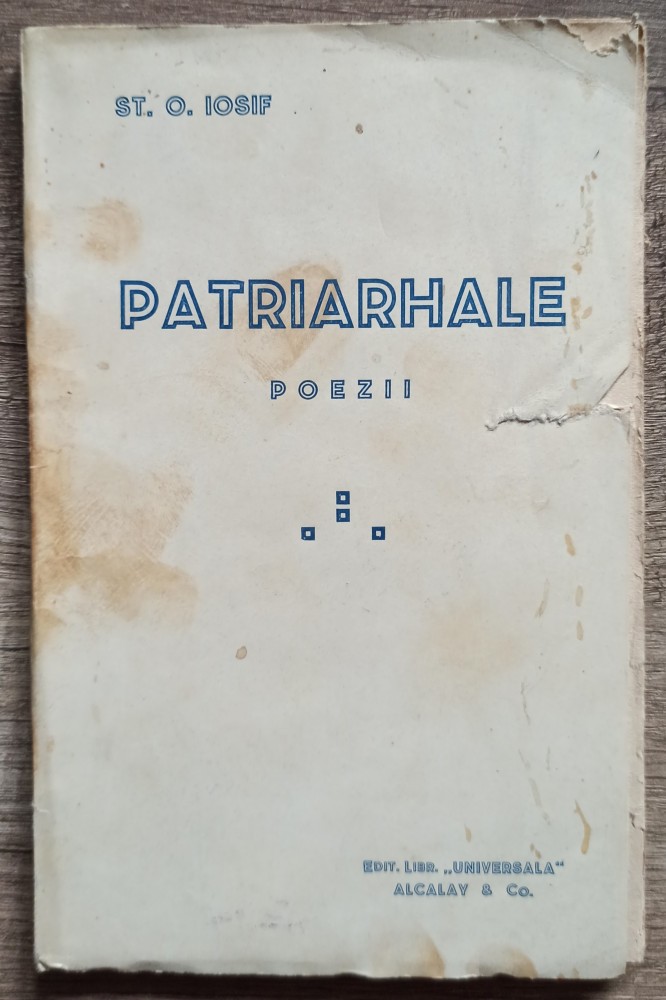 ST. O. IOSIF
PATRIARHALE
POEZII
EDIT. LIBR. „UNIVERSALA“
ALCALAY & Co.